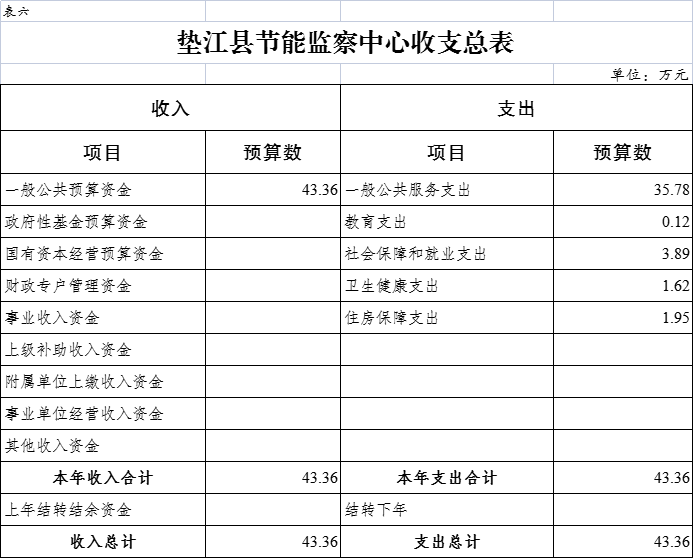 表六
垫江县节能监察中心收支总表
单位：万元
收入 支出
项目 预算数 项目 预算数
一般公共预算资金 43.36 一般公共服务支出 35.78
政府性基金预算资金 教育支出 0.12
国有资本经营预算资金 社会保障和就业支出 3.89
财政专户管理资金 卫生健康支出 1.62
事业收入资金 住房保障支出 1.95
上级补助收入资金
附属单位上缴收入资金
事业单位经营收入资金
其他收入资金
本年收入合计 43.36 本年支出合计 43.36
上年结转结余资金 结转下年
收入总计 43.36 支出总计 43.36